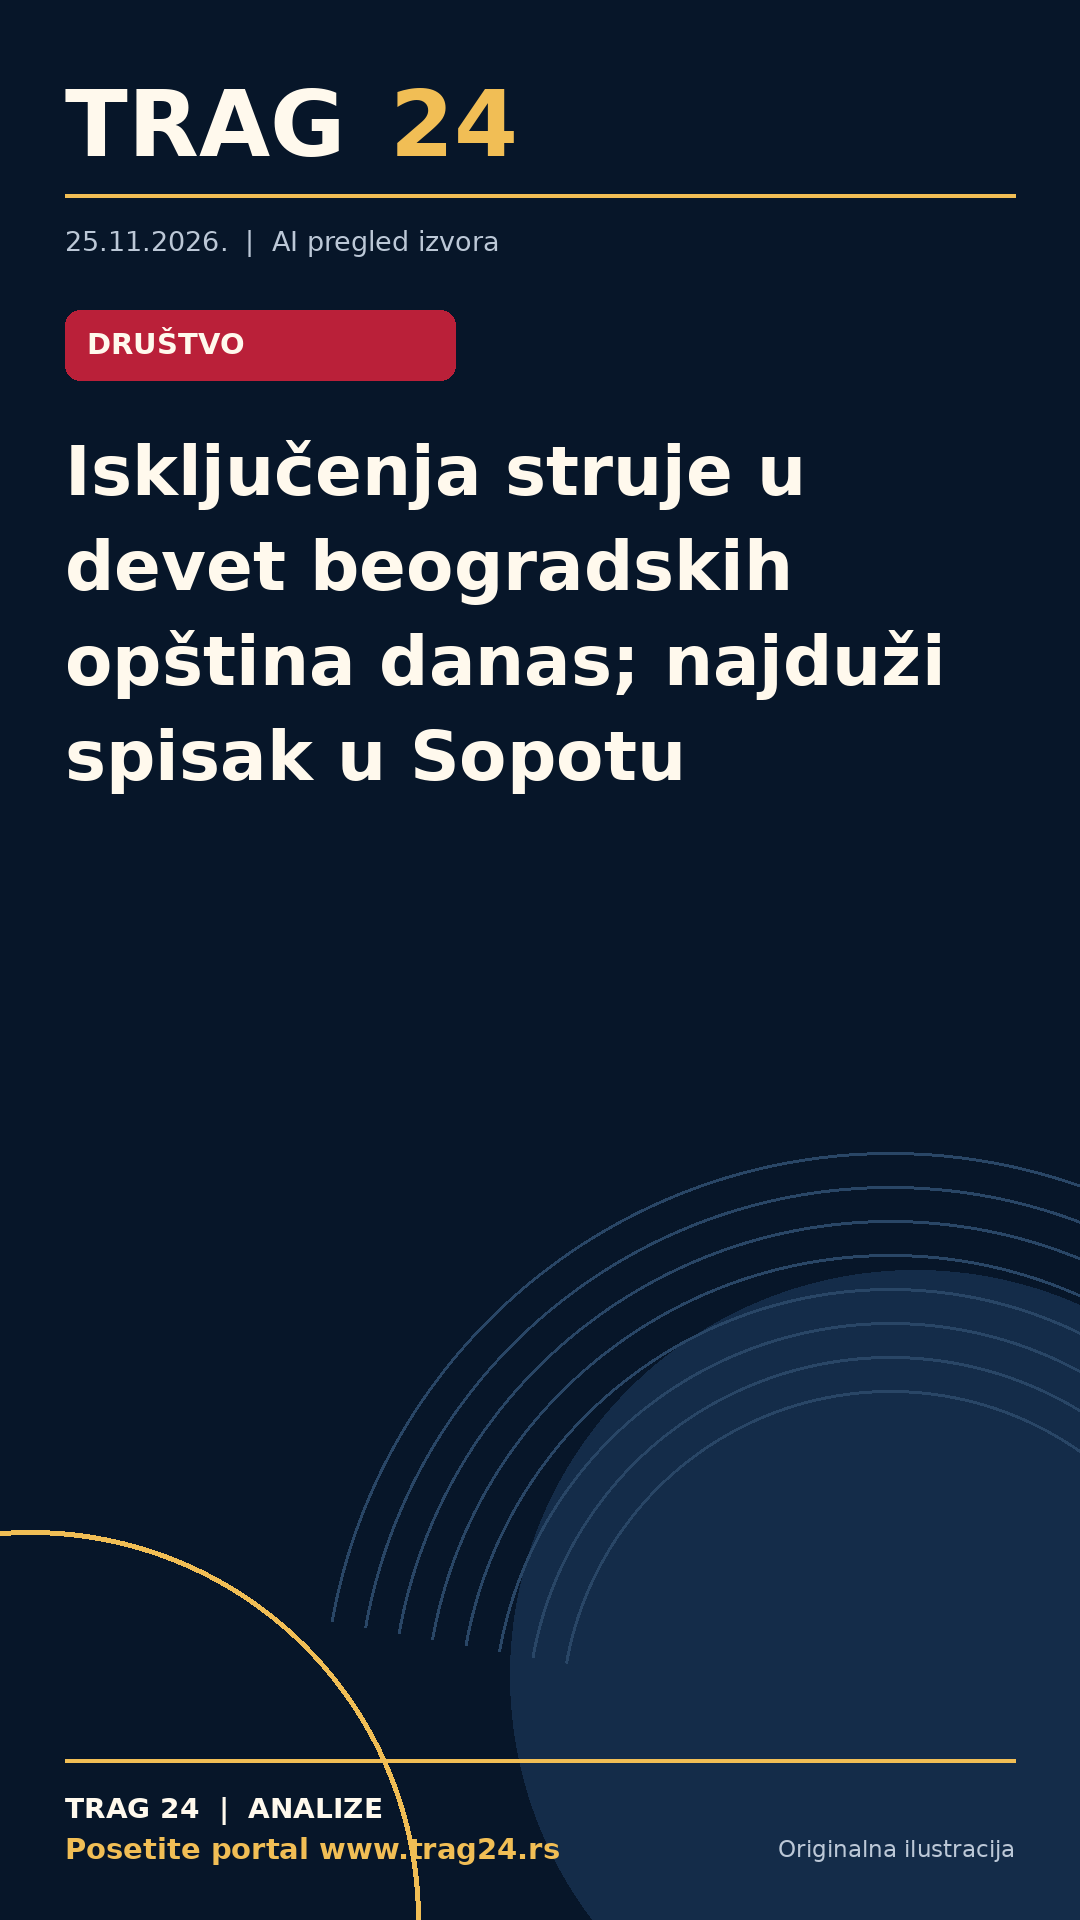 TRAG 24
25.11.2026. | AI pregled izvora
DRUŠTVO
Isključenja struje u
devet beogradskih
opština danas; najduži
spisak u Sopotu
TRAG 24 | ANALIZE
Posetite portal www.trag24.rs
Originalna ilustracija